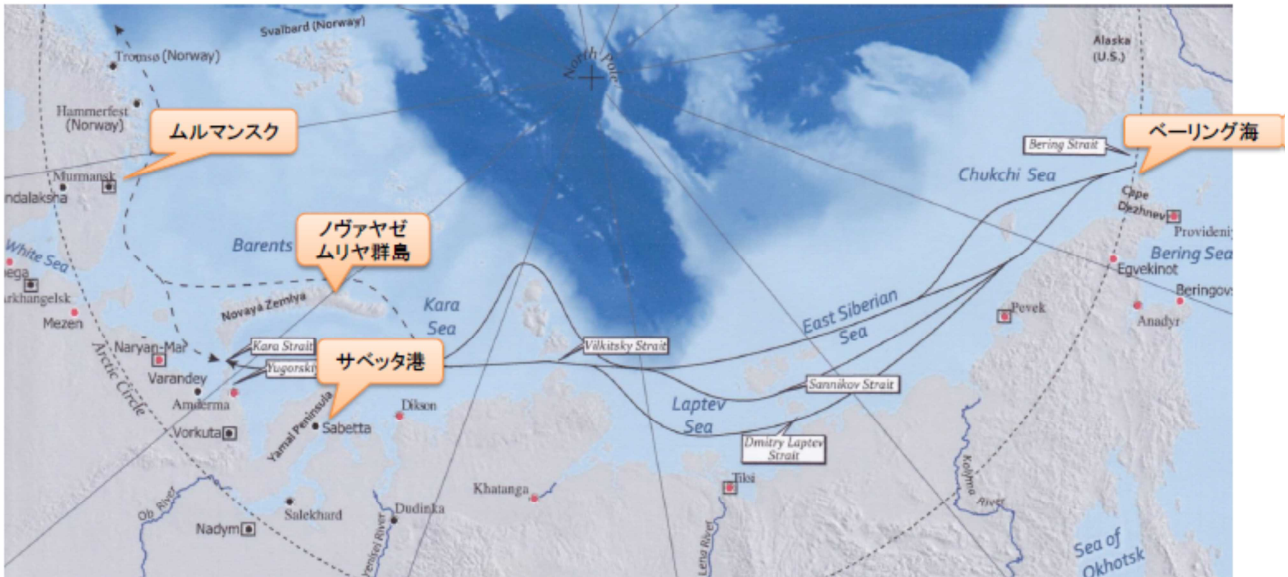 Svalbard (Norway)
Tromsø (Norway)
Hammerfest
(Norway)
ムルマンスク
Murmansk
ndalaksha
White Sea
Arkhangelsk
Mezen
Barents
ノヴァヤゼ
ムリヤ群島
Novaya Zemlya
Kara
Sea
North Pole
Alaska
(U.S.)
ベーリング海
Bering Strait
Chukchi Sea
Cape
Dezhnev
Bering Sea
Egvekinot
Anadyr
Pevek
East Siberian
Sea
Naryan-Mar
Kara Strait
Varandey
Amderma
Arctic Circle
Vorkuta
サベッタ港
Yamal Peninsula
Sabetta
Dikson
Vilkitsky Strait
Laptev
Sea
Sannikov Strait
Dmitry Laptev
Strait
Khatanga
Tiksi
Kolyma
River
Ob River
Salekhard
Nadym
Dudinka
Lena River
Sea of
Okhotsk